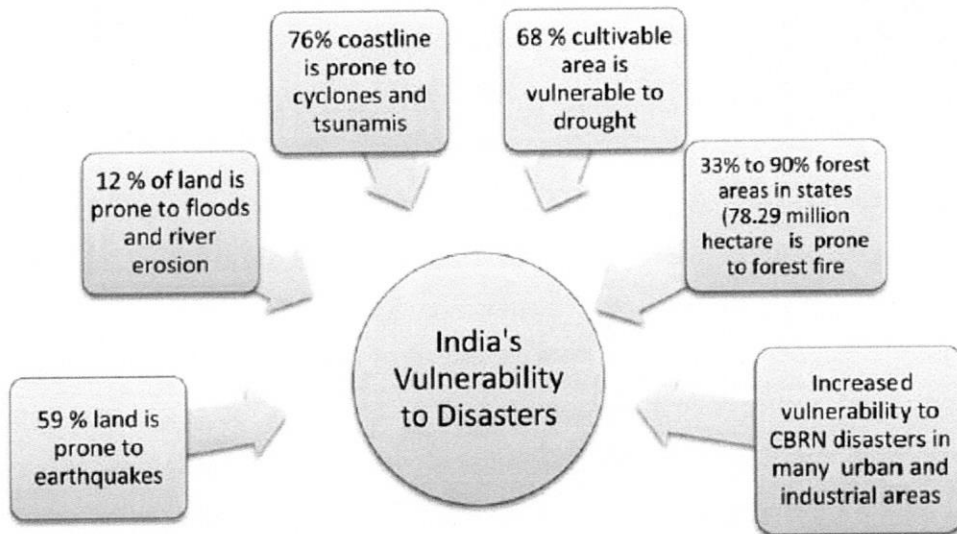 76% coastline
is prone to
cyclones and
tsunamis
68 % cultivable
area is
vulnerable to
drought
12 % of land is
prone to floods
and river
erosion
33% to 90% forest
areas in states
(78.29 million
hectare is prone
to forest fire
India's
Vulnerability
to Disasters
59 % land is
prone to
earthquakes
Increased
vulnerability to
CBRN disasters in
many urban and
industrial areas